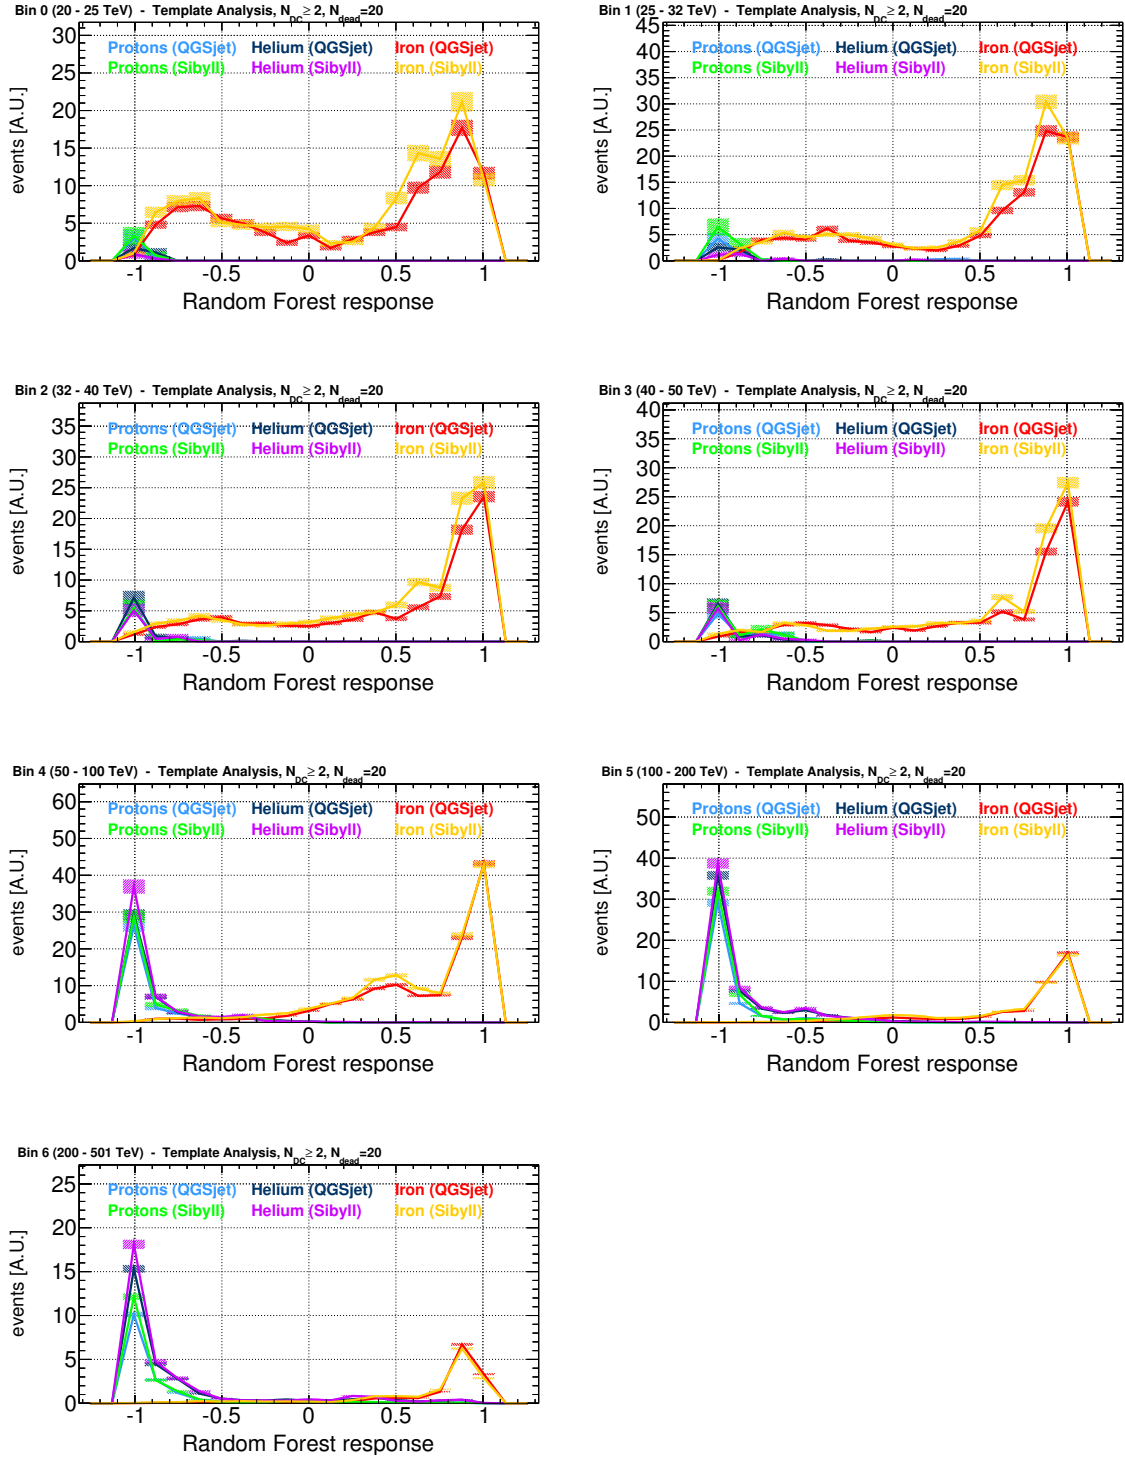 Bin 0 (20 - 25 TeV) - Template Analysis, N_DC ≥ 2, N_dead=20
30
25
20
15
10
5
0
events [A.U.]
Protons (QGSjet) Helium (QGSjet) Iron (QGSjet)
Protons (Sibyll) Helium (Sibyll) Iron (Sibyll)
-1 -0.5 0 0.5 1
Random Forest response
Bin 1 (25 - 32 TeV) - Template Analysis, N_DC ≥ 2, N_dead=20
45
40
35
30
25
20
15
10
5
0
events [A.U.]
Protons (QGSjet) Helium (QGSjet) Iron (QGSjet)
Protons (Sibyll) Helium (Sibyll) Iron (Sibyll)
-1 -0.5 0 0.5 1
Random Forest response
Bin 2 (32 - 40 TeV) - Template Analysis, N_DC ≥ 2, N_dead=20
35
30
25
20
15
10
5
0
events [A.U.]
Protons (QGSjet) Helium (QGSjet) Iron (QGSjet)
Protons (Sibyll) Helium (Sibyll) Iron (Sibyll)
-1 -0.5 0 0.5 1
Random Forest response
Bin 3 (40 - 50 TeV) - Template Analysis, N_DC ≥ 2, N_dead=20
40
35
30
25
20
15
10
5
0
events [A.U.]
Protons (QGSjet) Helium (QGSjet) Iron (QGSjet)
Protons (Sibyll) Helium (Sibyll) Iron (Sibyll)
-1 -0.5 0 0.5 1
Random Forest response
Bin 4 (50 - 100 TeV) - Template Analysis, N_DC ≥ 2, N_dead=20
60
50
40
30
20
10
0
events [A.U.]
Protons (QGSjet) Helium (QGSjet) Iron (QGSjet)
Protons (Sibyll) Helium (Sibyll) Iron (Sibyll)
-1 -0.5 0 0.5 1
Random Forest response
Bin 5 (100 - 200 TeV) - Template Analysis, N_DC ≥ 2, N_dead=20
50
40
30
20
10
0
events [A.U.]
Protons (QGSjet) Helium (QGSjet) Iron (QGSjet)
Protons (Sibyll) Helium (Sibyll) Iron (Sibyll)
-1 -0.5 0 0.5 1
Random Forest response
Bin 6 (200 - 501 TeV) - Template Analysis, N_DC ≥ 2, N_dead=20
25
20
15
10
5
0
events [A.U.]
Protons (QGSjet) Helium (QGSjet) Iron (QGSjet)
Protons (Sibyll) Helium (Sibyll) Iron (Sibyll)
-1 -0.5 0 0.5 1
Random Forest response